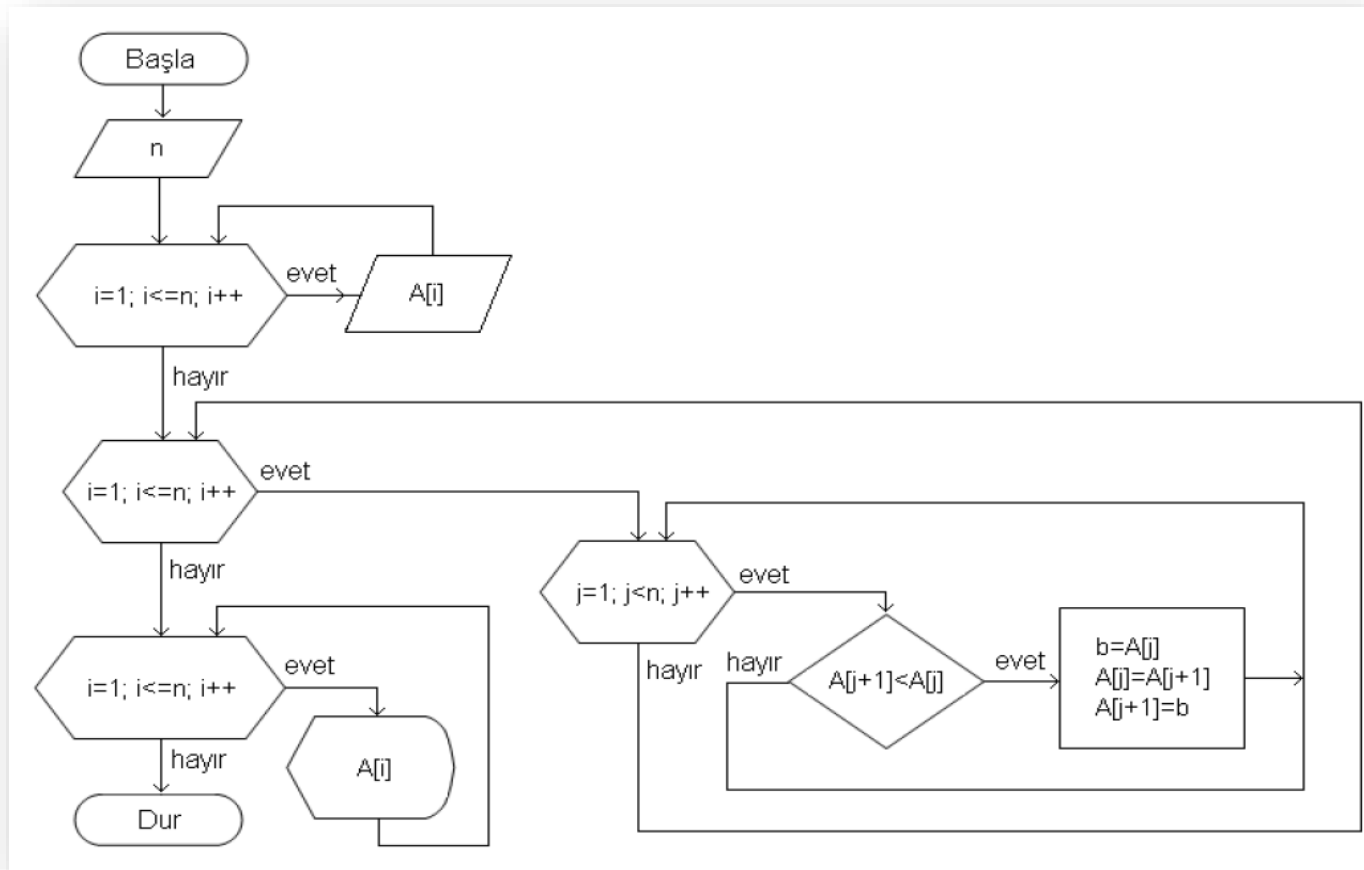 Başla
n
i=1; i<=n; i++
evet
A[i]
hayır
i=1; i<=n; i++
evet
hayır
j=1; j<n; j++
evet
hayır
A[j+1]<A[j]
hayır
evet
b=A[j]
A[j]=A[j+1]
A[j+1]=b
i=1; i<=n; i++
evet
A[i]
hayır
Dur